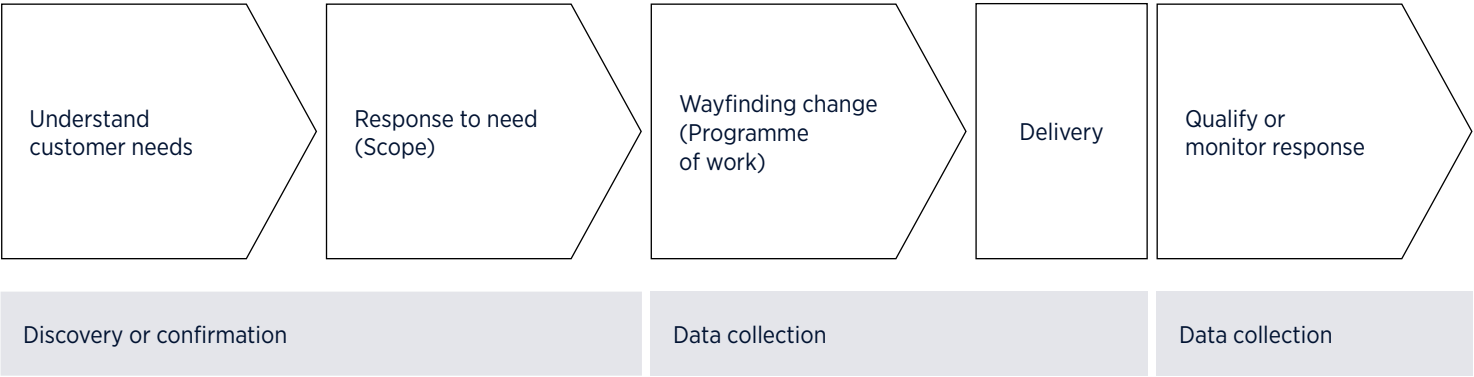 Understand
customer needs
Response to need
(Scope)
Wayfinding change
(Programme
of work)
Delivery
Qualify or
monitor response
Discovery or confirmation
Data collection
Data collection